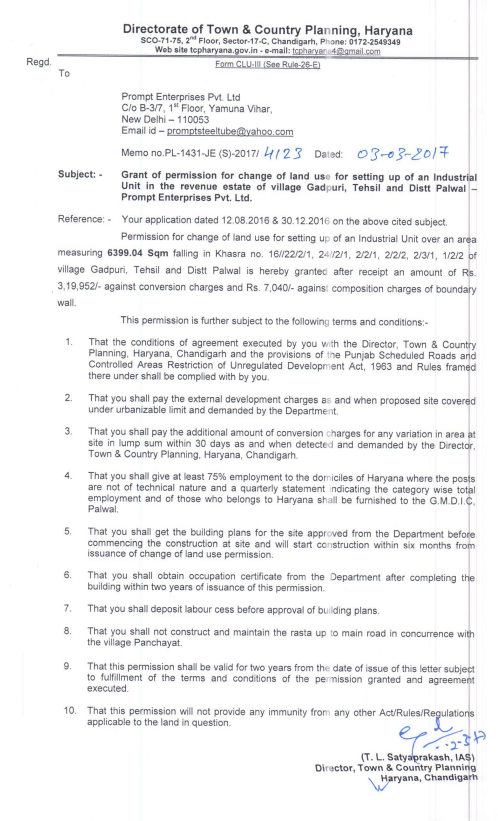 Directorate of Town & Country Planning, Haryana
SCO-71-75, 2nd Floor, Sector-17-C, Chandigarh, Phone: 0172-2549349
Web site tcpharyana.gov.in - e-mail: tcpharyana4@gmail.com
Regd. Form CLU-III (See Rule-26-E)
To
Prompt Enterprises Pvt. Ltd
C/o B-3/7, 1st Floor, Yamuna Vihar,
New Delhi – 110053
Email id – promptsteeltube@yahoo.com
Memo no.PL-1431-JE (S)-2017/ 4123 Dated: 03-03-2017
Subject: - Grant of permission for change of land use for setting up of an Industrial
Unit in the revenue estate of village Gadpuri, Tehsil and Distt Palwal –
Prompt Enterprises Pvt. Ltd.
Reference: - Your application dated 12.08.2016 & 30.12.2016 on the above cited subject.
Permission for change of land use for setting up of an Industrial Unit over an area
measuring 6399.04 Sqm falling in Khasra no. 16//22/2/1, 24//2/1, 2/2/1, 2/2/2, 2/3/1, 1/2/2 of
village Gadpuri, Tehsil and Distt Palwal is hereby granted after receipt an amount of Rs.
3,19,952/- against conversion charges and Rs. 7,040/- against composition charges of boundary
wall.
This permission is further subject to the following terms and conditions:-
1. That the conditions of agreement executed by you with the Director, Town & Country
Planning, Haryana, Chandigarh and the provisions of the Punjab Scheduled Roads and
Controlled Areas Restriction of Unregulated Development Act, 1963 and Rules framed
there under shall be complied with by you.
2. That you shall pay the external development charges as and when proposed site covered
under urbanizable limit and demanded by the Department.
3. That you shall pay the additional amount of conversion charges for any variation in area at
site in lump sum within 30 days as and when detected and demanded by the Director,
Town & Country Planning, Haryana, Chandigarh.
4. That you shall give at least 75% employment to the domiciles of Haryana where the posts
are not of technical nature and a quarterly statement indicating the category wise total
employment and of those who belongs to Haryana shall be furnished to the G.M.D.I.C,
Palwal.
5. That you shall get the building plans for the site approved from the Department before
commencing the construction at site and will start construction within six months from
issuance of change of land use permission.
6. That you shall obtain occupation certificate from the Department after completing the
building within two years of issuance of this permission.
7. That you shall deposit labour cess before approval of building plans.
8. That you shall not construct and maintain the rasta up to main road in concurrence with
the village Panchayat.
9. That this permission shall be valid for two years from the date of issue of this letter subject
to fulfillment of the terms and conditions of the permission granted and agreement
executed.
10. That this permission will not provide any immunity from any other Act/Rules/Regulations
applicable to the land in question.
(T. L. Satyaprakash, IAS)
Director, Town & Country Planning
Haryana, Chandigarh